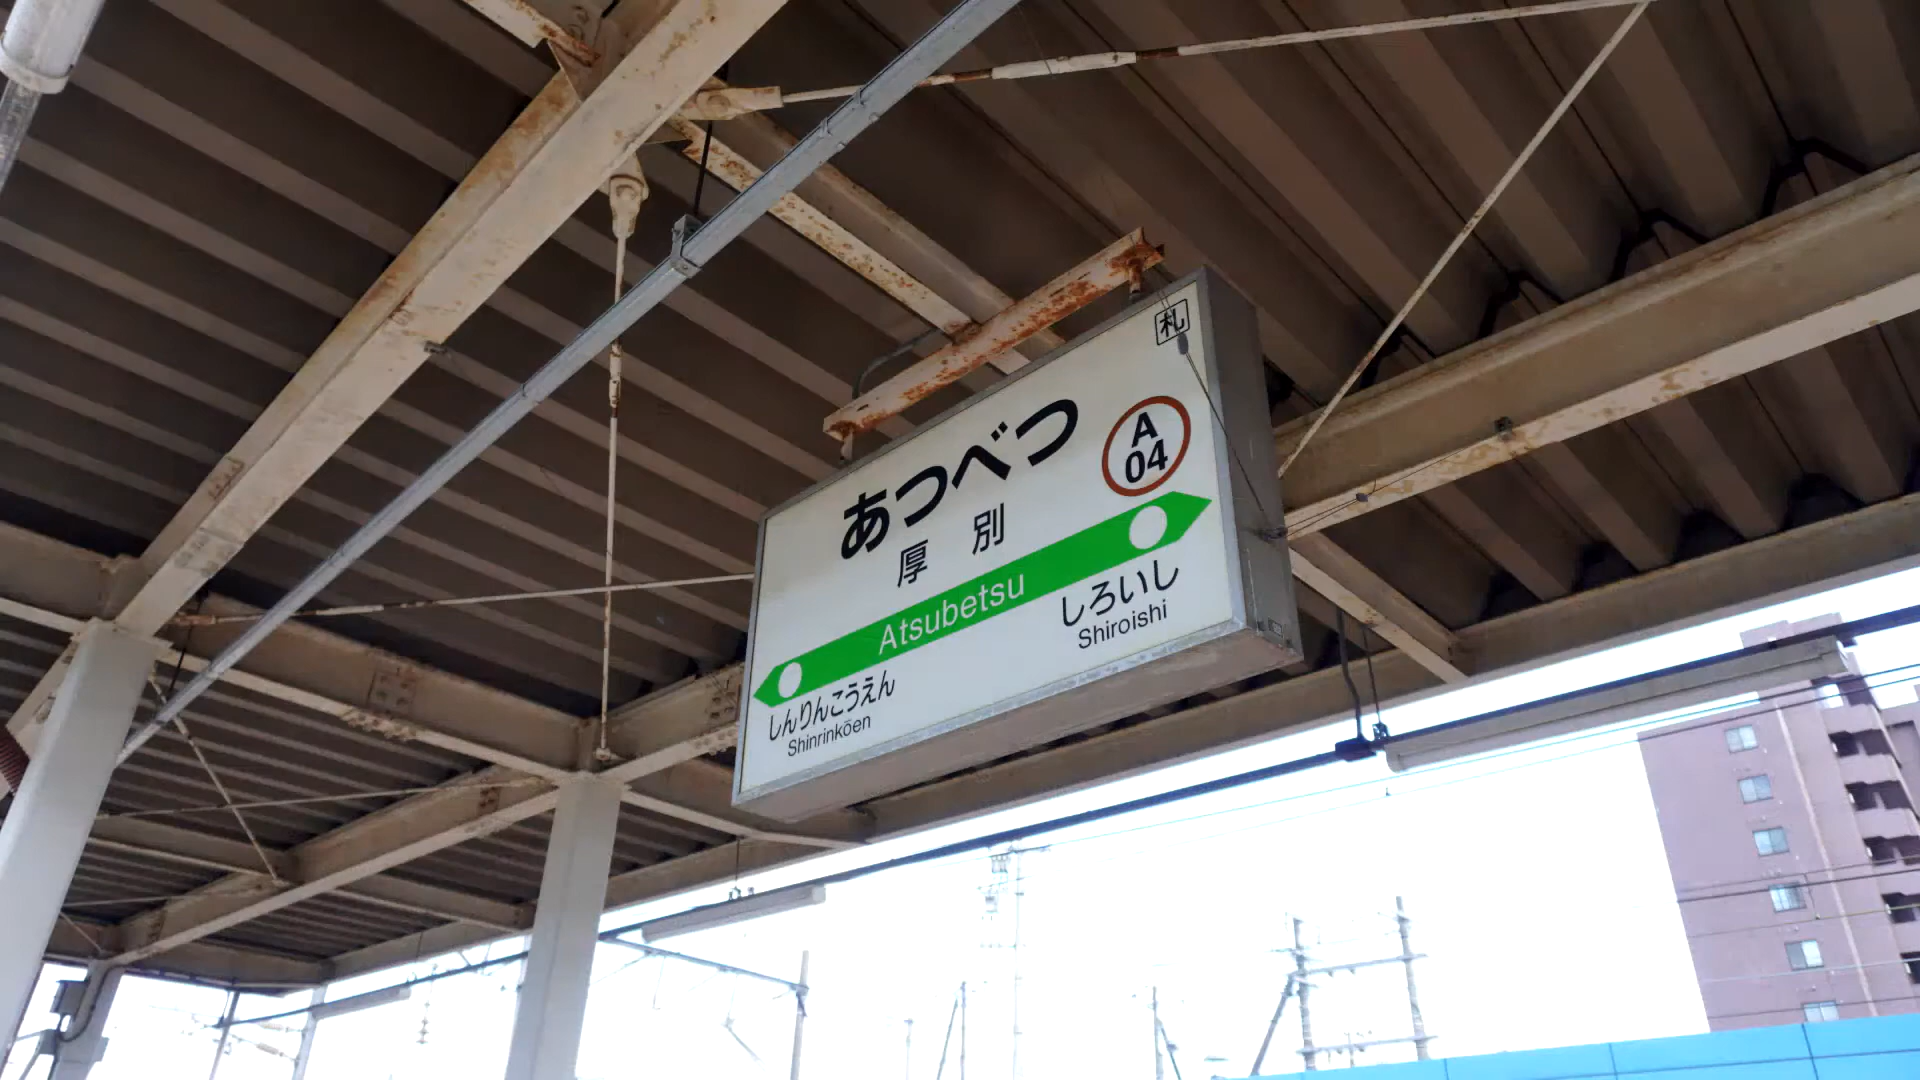 札
あつべつ
A
04
厚別
Atsubetsu
しろいし
Shiroishi
しんりんこうえん
Shinrinkōen